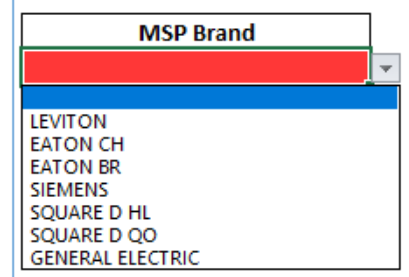 MSP Brand
LEVITON
EATON CH
EATON BR
SIEMENS
SQUARE D HL
SQUARE D QO
GENERAL ELECTRIC